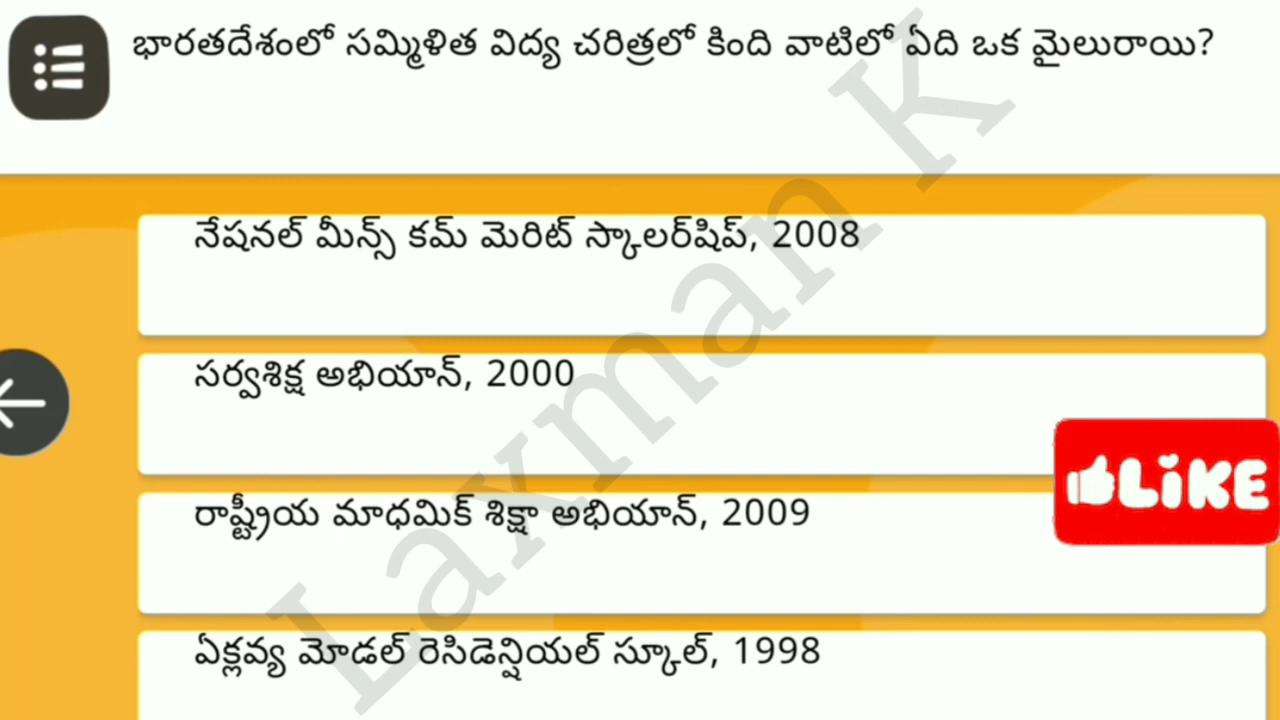 భారతదేశంలో సమ్మిళిత విద్య చరిత్రలో కింది వాటిలో ఏది ఒక మైలురాయి?
నేషనల్ మీన్స్ కమ్ మెరిట్ స్కాలర్‌షిప్, 2008
సర్వశిక్ష అభియాన్, 2000
LiKE
రాష్ట్రీయ మాధమిక్ శిక్షా అభియాన్, 2009
ఏక్లవ్య మోడల్ రెసిడెన్షియల్ స్కూల్, 1998
Laxman K